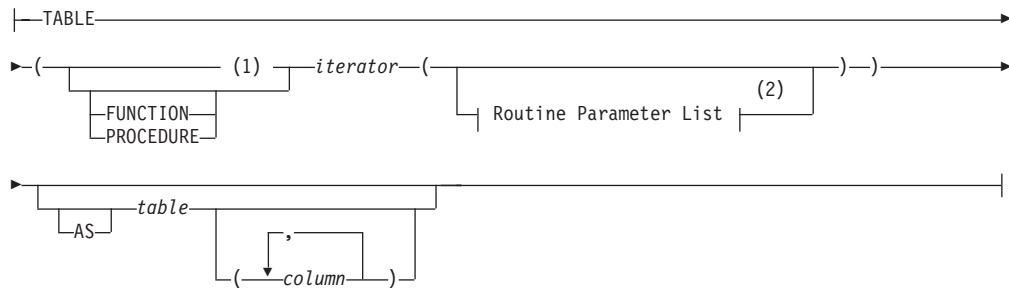 TABLE
( (1) iterator ( (2) ) )
FUNCTION
PROCEDURE
Routine Parameter List
AS table
,
( column )